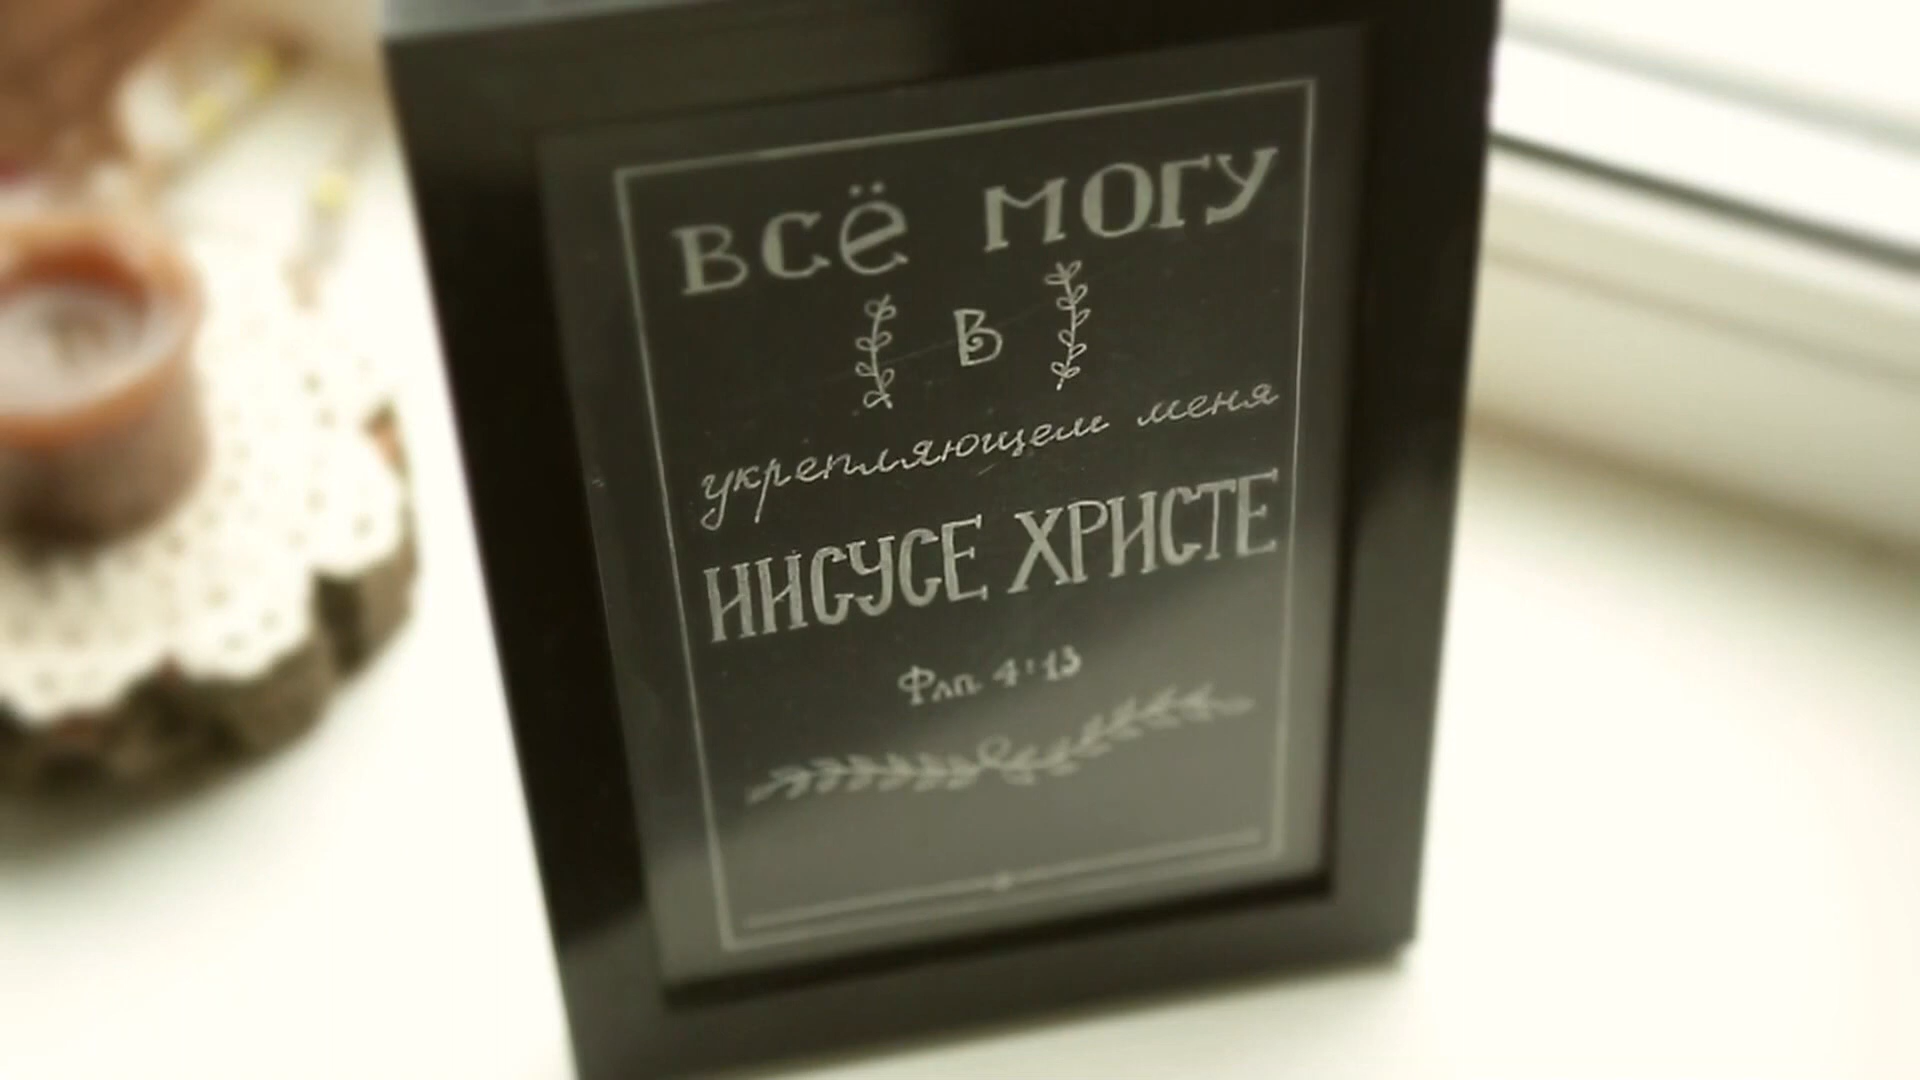 ВСЁ МОГУ
В
укрепляющем меня
ИИСУСЕ ХРИСТЕ
Флп. 4:13